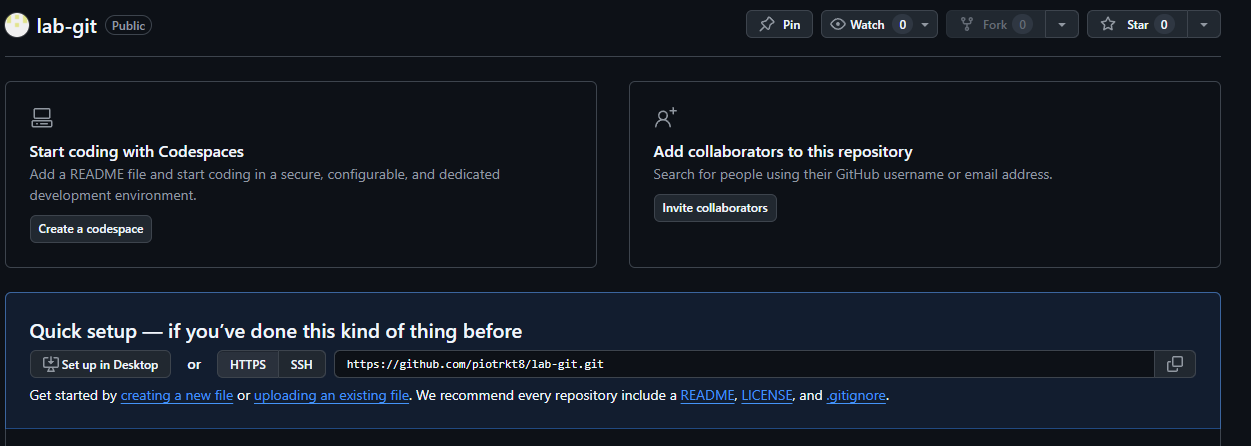 lab-git Public
Pin
Watch 0
Fork 0
Star 0
Start coding with Codespaces
Add a README file and start coding in a secure, configurable, and dedicated
development environment.
Create a codespace
Add collaborators to this repository
Search for people using their GitHub username or email address.
Invite collaborators
Quick setup — if you’ve done this kind of thing before
Set up in Desktop or HTTPS SSH https://github.com/piotrkt8/lab-git.git
Get started by creating a new file or uploading an existing file. We recommend every repository include a README, LICENSE, and .gitignore.